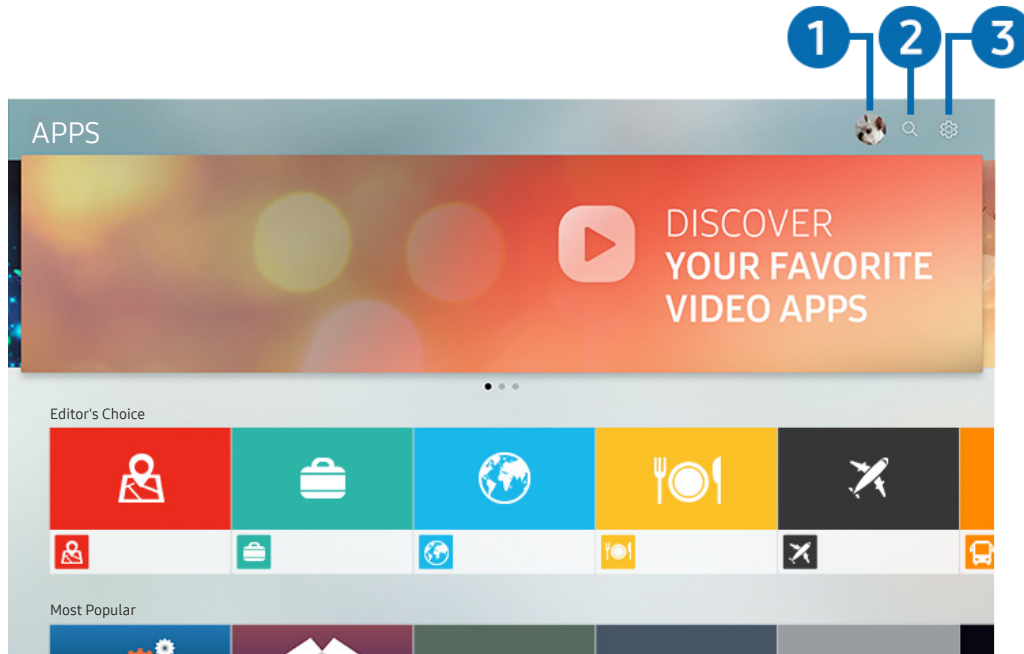 1 2 3
APPS
DISCOVER
YOUR FAVORITE
VIDEO APPS
Editor's Choice
Most Popular